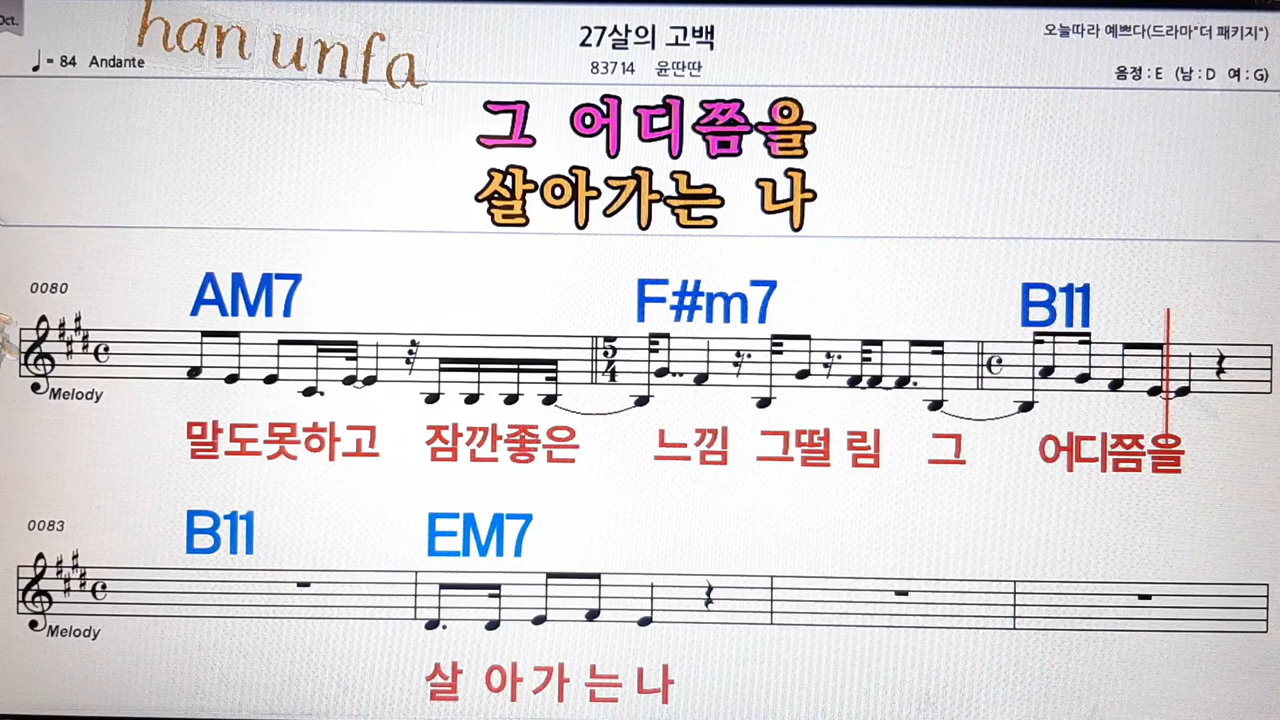 Oct.
han unfa
27살의 고백
오늘따라 예쁘다(드라마"더 패키지")
♩= 84 Andante
83714 윤딴딴
음정 : E (남 : D 여 : G)
그 어디쯤을
살아가는 나
0080
AM7 F#m7 B11
5
4
Melody
말도못하고 잠깐좋은 느낌 그떨 림 그 어디쯤을
0083
B11 EM7
Melody
살 아가 는 나